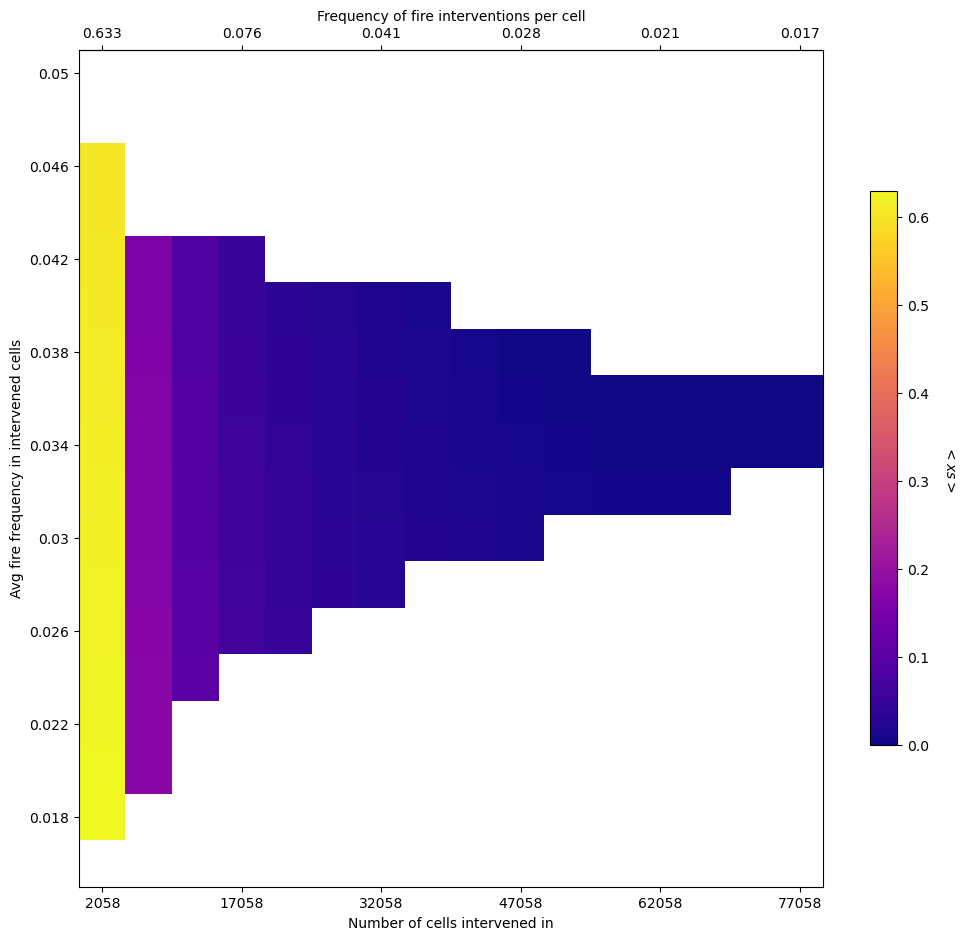 Frequency of fire interventions per cell
0.633 0.076 0.041 0.028 0.021 0.017
0.05
0.046
0.042
0.038
0.034
0.03
0.026
0.022
0.018
Avg fire frequency in intervened cells
2058 17058 32058 47058 62058 77058
Number of cells intervened in
0.6
0.5
0.4
0.3
0.2
0.1
0.0
< xs >